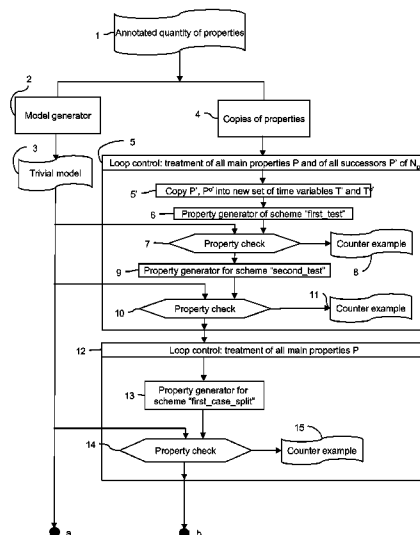 1
Annotated quantity of properties
2
Model generator
4
Copies of properties
3
Trivial model
5
Loop control: treatment of all main properties P and of all successors P' of N
5'
Copy P', P into new set of time variables T' and T
6
Property generator of scheme "first_test"
7
Property check
Counter example
8
9
Property generator for scheme "second_test"
10
Property check
11
Counter example
12
Loop control: treatment of all main properties P
13
Property generator for
scheme "first_case_split"
14
Property check
15
Counter example
a
b